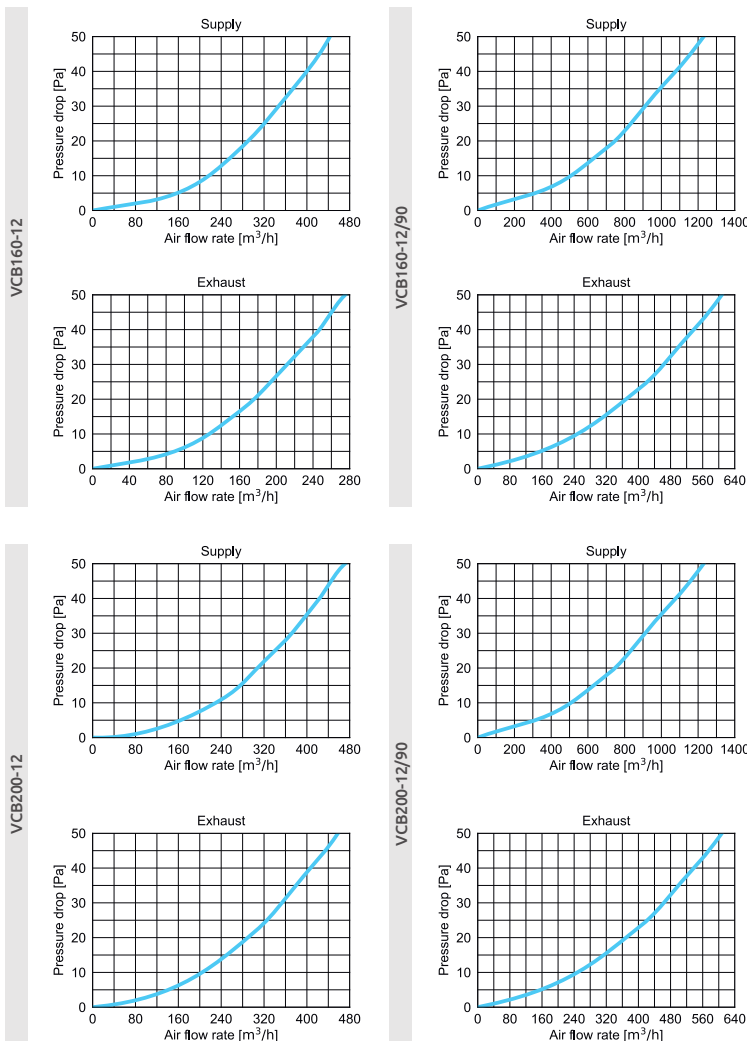 VCB160-12
Supply
Pressure drop [Pa]
50
40
30
20
10
0
0 80 160 240 320 400 480
Air flow rate [m³/h]
Exhaust
Pressure drop [Pa]
50
40
30
20
10
0
0 40 80 120 160 200 240 280
Air flow rate [m³/h]
VCB160-12/90
Supply
Pressure drop [Pa]
50
40
30
20
10
0
0 200 400 600 800 1000 1200 1400
Air flow rate [m³/h]
Exhaust
Pressure drop [Pa]
50
40
30
20
10
0
0 80 160 240 320 400 480 560 640
Air flow rate [m³/h]
VCB200-12
Supply
Pressure drop [Pa]
50
40
30
20
10
0
0 80 160 240 320 400 480
Air flow rate [m³/h]
Exhaust
Pressure drop [Pa]
50
40
30
20
10
0
0 80 160 240 320 400 480
Air flow rate [m³/h]
VCB200-12/90
Supply
Pressure drop [Pa]
50
40
30
20
10
0
0 200 400 600 800 1000 1200 1400
Air flow rate [m³/h]
Exhaust
Pressure drop [Pa]
50
40
30
20
10
0
0 80 160 240 320 400 480 560 640
Air flow rate [m³/h]